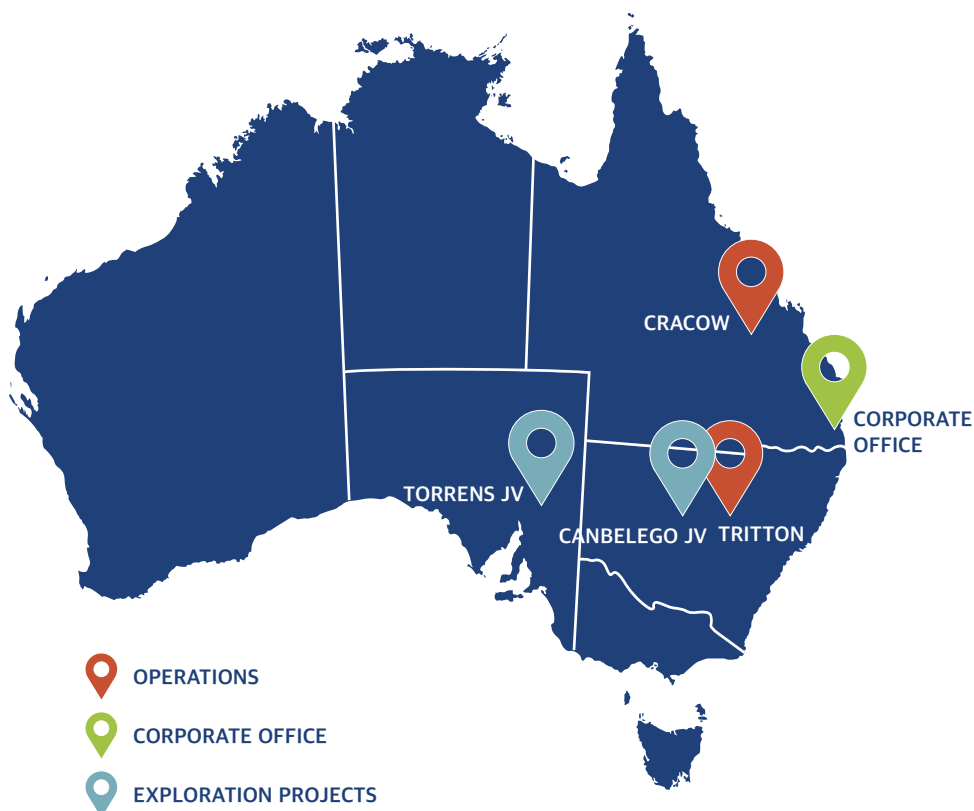 CRACOW
CORPORATE
OFFICE
TORRENS JV
CANBELEGO JV
TRITTON
OPERATIONS
CORPORATE OFFICE
EXPLORATION PROJECTS